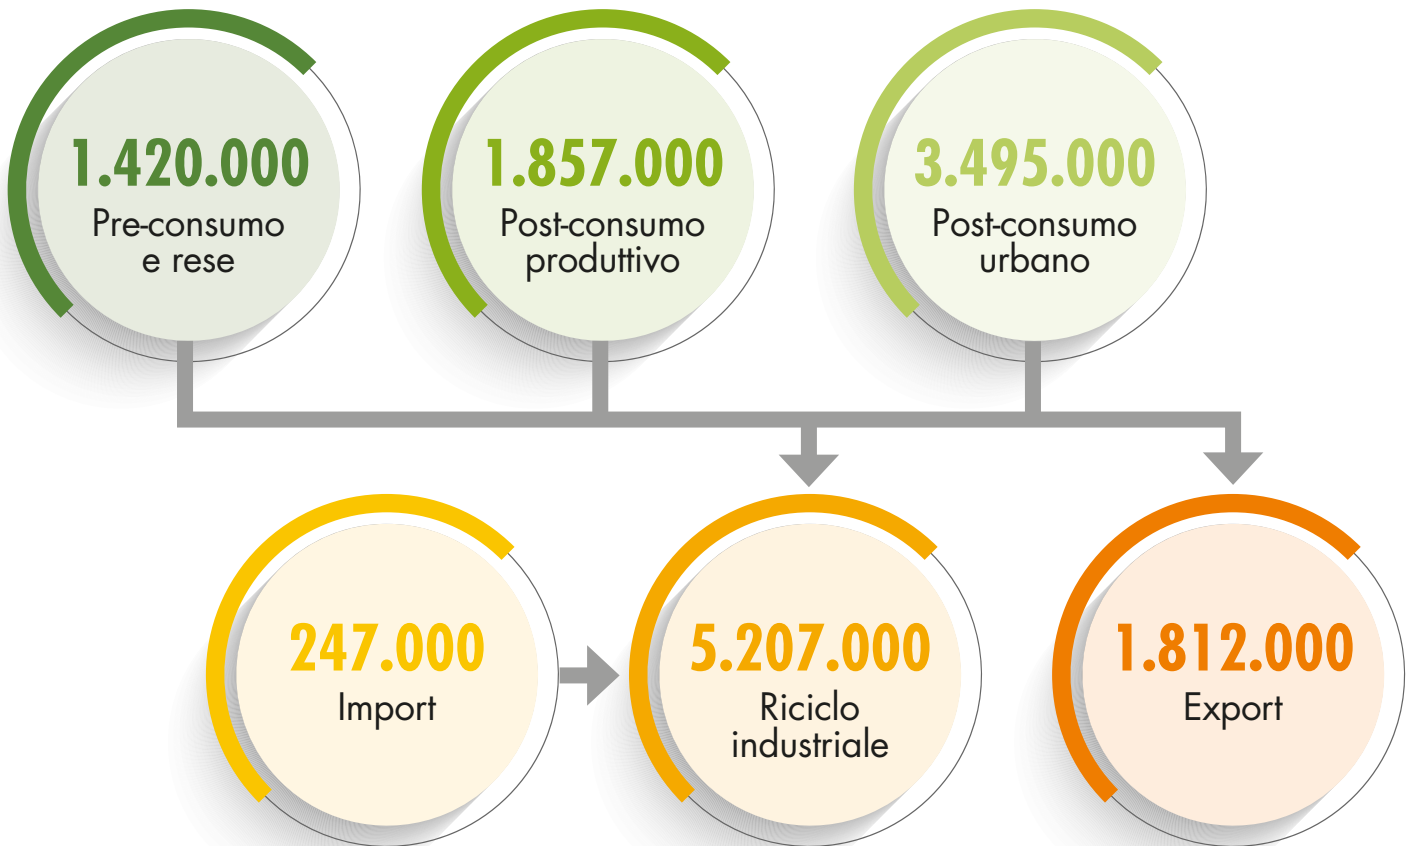 1.420.000
Pre-consumo
e rese
1.857.000
Post-consumo
produttivo
3.495.000
Post-consumo
urbano
247.000
Import
5.207.000
Riciclo
industriale
1.812.000
Export